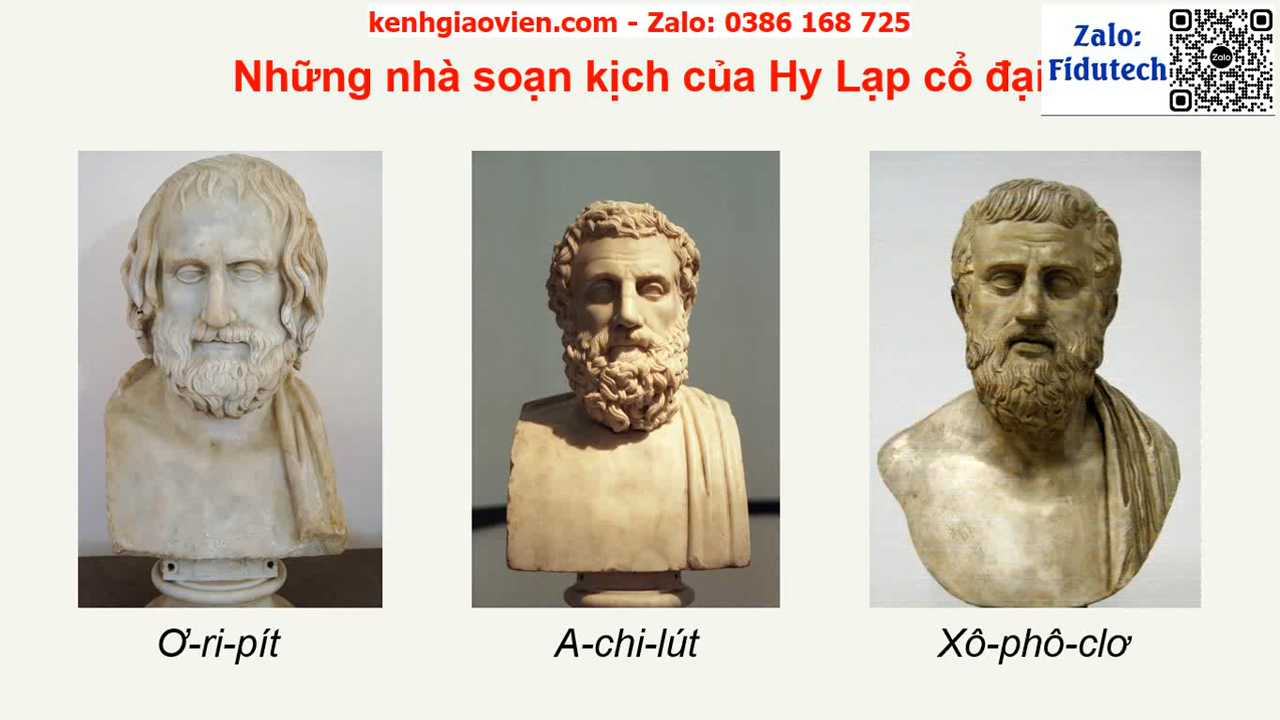 kenhgiaovien.com - Zalo: 0386 168 725
Zalo:
Fidutech
Zalo
Những nhà soạn kịch của Hy Lạp cổ đại
Ơ-ri-pít
A-chi-lút
Xô-phô-clơ